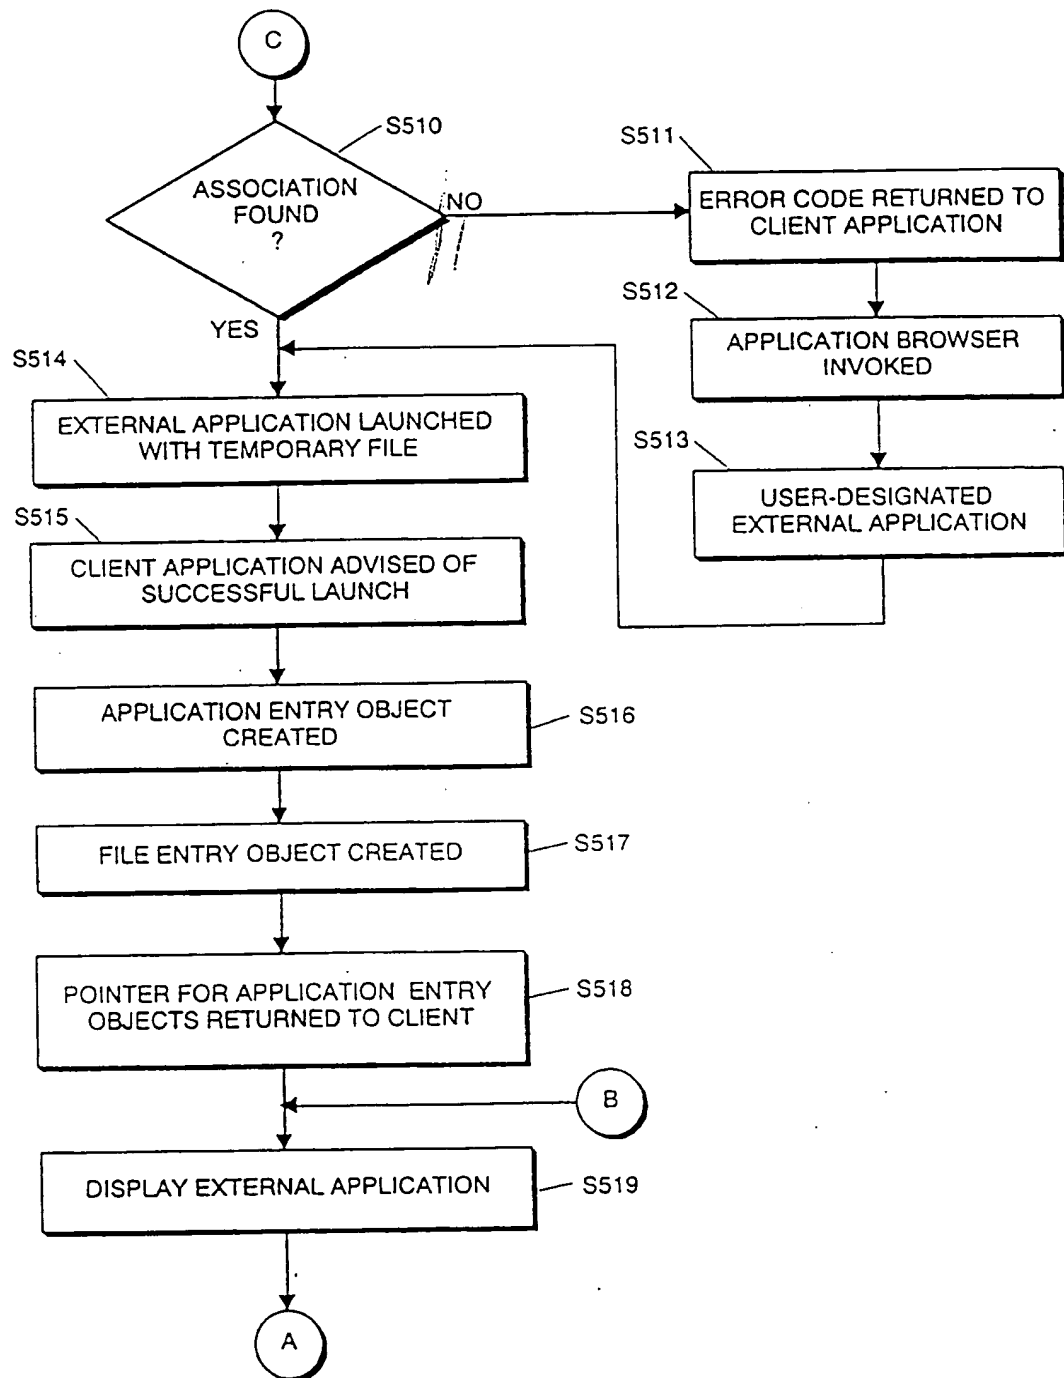 C
S510
ASSOCIATION
FOUND
?
NO
YES
S511
ERROR CODE RETURNED TO
CLIENT APPLICATION
S512
APPLICATION BROWSER
INVOKED
S513
USER-DESIGNATED
EXTERNAL APPLICATION
S514
EXTERNAL APPLICATION LAUNCHED
WITH TEMPORARY FILE
S515
CLIENT APPLICATION ADVISED OF
SUCCESSFUL LAUNCH
APPLICATION ENTRY OBJECT
CREATED
S516
FILE ENTRY OBJECT CREATED
S517
POINTER FOR APPLICATION ENTRY
OBJECTS RETURNED TO CLIENT
S518
B
DISPLAY EXTERNAL APPLICATION
S519
A